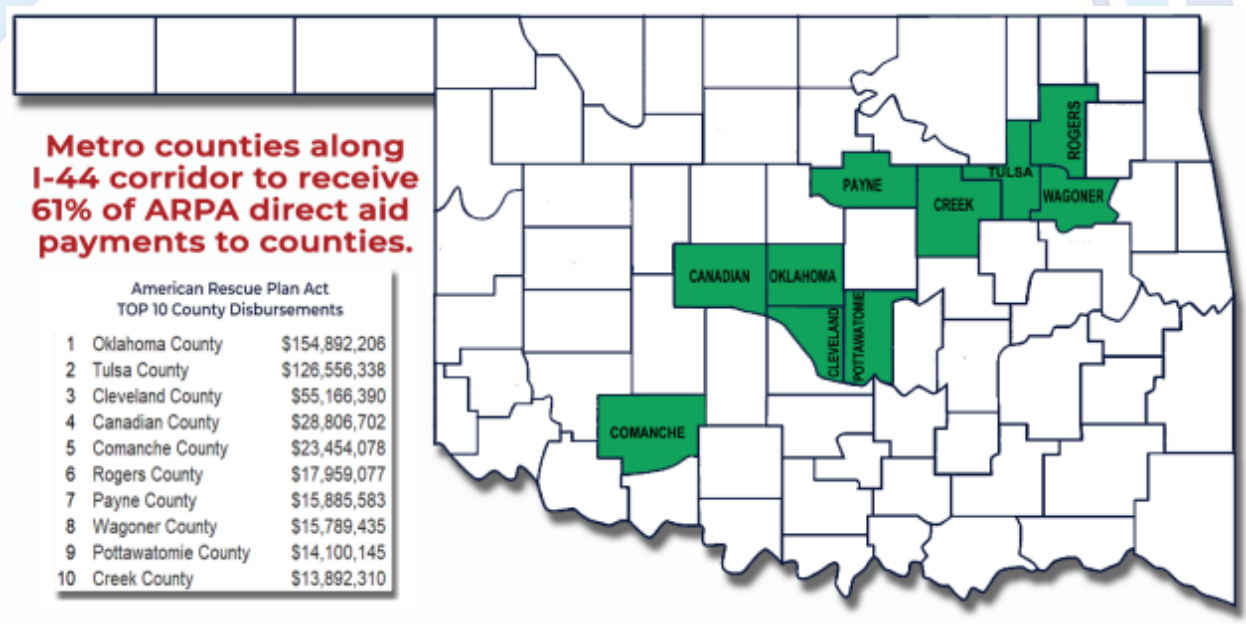 Metro counties along
I-44 corridor to receive
61% of ARPA direct aid
payments to counties.
American Rescue Plan Act
TOP 10 County Disbursements
1 Oklahoma County $154,892,206
2 Tulsa County $126,556,338
3 Cleveland County $55,166,390
4 Canadian County $28,806,702
5 Comanche County $23,454,078
6 Rogers County $17,959,077
7 Payne County $15,885,583
8 Wagoner County $15,789,435
9 Pottawatomie County $14,100,145
10 Creek County $13,892,310
ROGERS
TULSA
PAYNE
WAGONER
CREEK
CANADIAN
OKLAHOMA
CLEVELAND
POTTAWATOMIE
COMANCHE